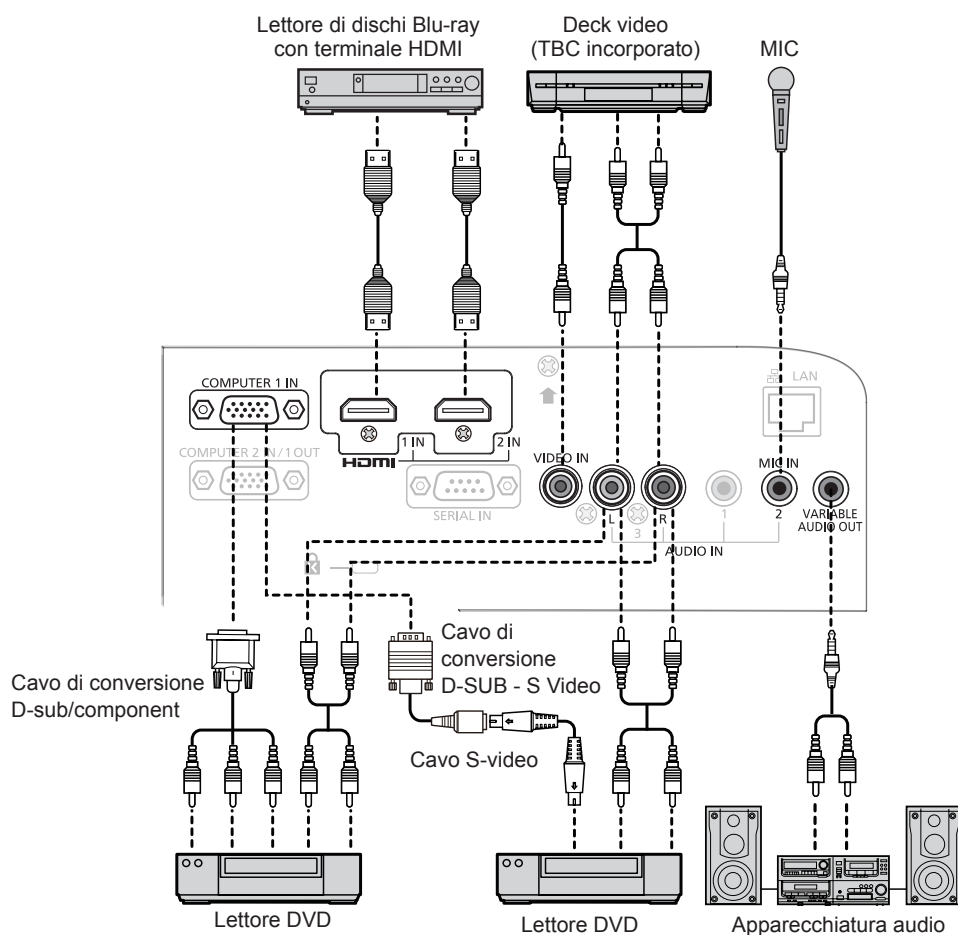 Lettore di dischi Blu-ray
con terminale HDMI
Deck video
(TBC incorporato)
MIC
COMPUTER 1 IN
COMPUTER 2 IN/1 OUT
1 IN
2 IN
HDMI
SERIAL IN
VIDEO IN
L
R
3
1
MIC IN
2
AUDIO IN
LAN
VARIABLE
AUDIO OUT
K
Cavo di conversione
D-sub/component
Cavo di
conversione
D-SUB - S Video
Cavo S-video
Lettore DVD
Lettore DVD
Apparecchiatura audio